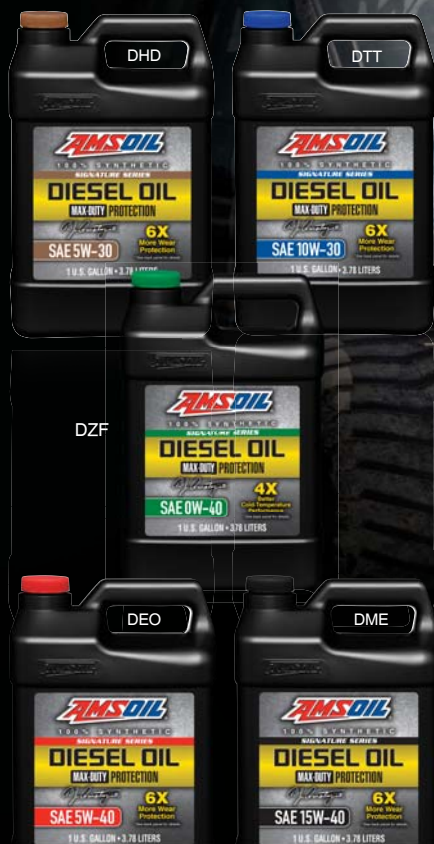 DHD
AMSOIL
100% SYNTHETIC
SIGNATURE SERIES
DIESEL OIL
MAX-DUTY PROTECTION
6X
More Wear
Protection
SAE 5W-30
1 U.S. GALLON • 3.78 LITERS
DTT
AMSOIL
100% SYNTHETIC
SIGNATURE SERIES
DIESEL OIL
MAX-DUTY PROTECTION
6X
More Wear
Protection
SAE 10W-30
1 U.S. GALLON • 3.78 LITERS
DZF
AMSOIL
100% SYNTHETIC
SIGNATURE SERIES
DIESEL OIL
MAX-DUTY PROTECTION
4X
Better
Cold-Temperature
Performance
SAE 0W-40
1 U.S. GALLON • 3.78 LITERS
DEO
AMSOIL
100% SYNTHETIC
SIGNATURE SERIES
DIESEL OIL
MAX-DUTY PROTECTION
6X
More Wear
Protection
SAE 5W-40
1 U.S. GALLON • 3.78 LITERS
DME
AMSOIL
100% SYNTHETIC
SIGNATURE SERIES
DIESEL OIL
MAX-DUTY PROTECTION
6X
More Wear
Protection
SAE 15W-40
1 U.S. GALLON • 3.78 LITERS